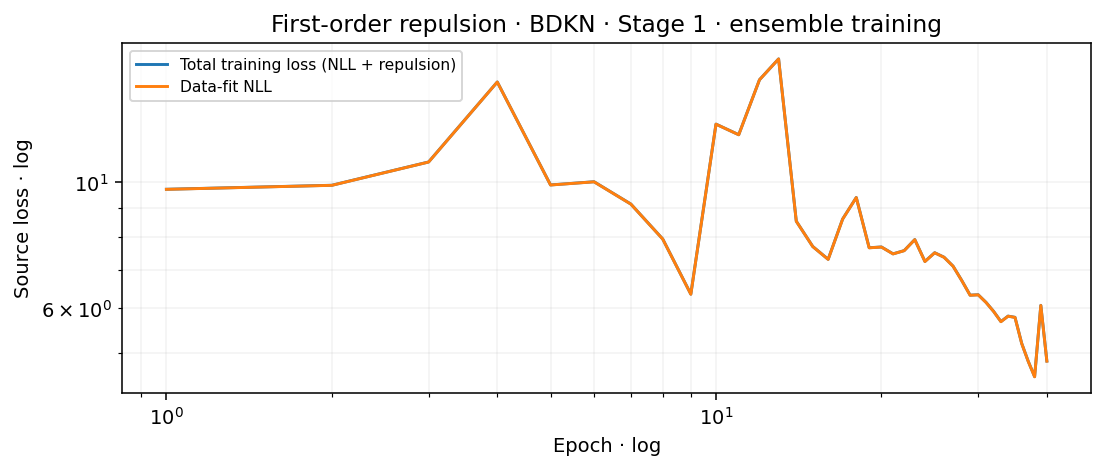 First-order repulsion · BDKN · Stage 1 · ensemble training
Total training loss (NLL + repulsion)
Data-fit NLL
Source loss · log
10¹
6 × 10⁰
10⁰
10¹
Epoch · log